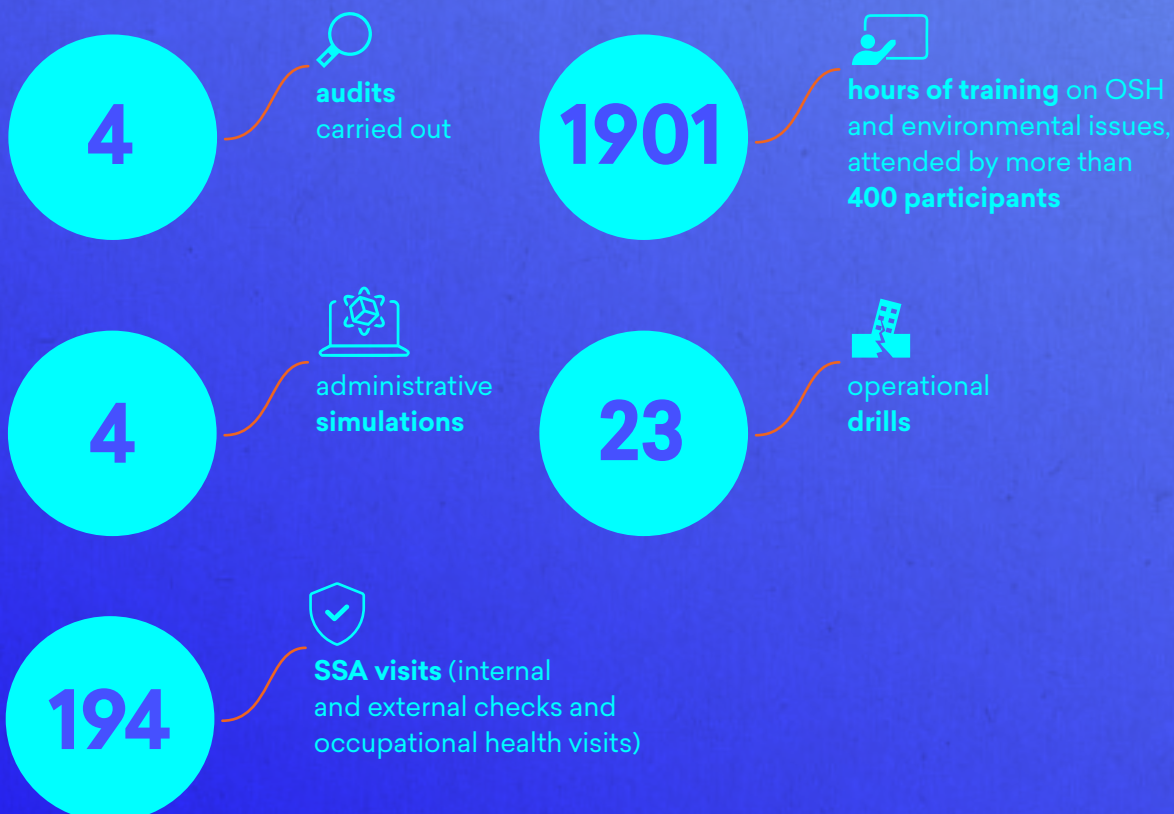 4
audits
carried out
1901
hours of training on OSH
and environmental issues,
attended by more than
400 participants
4
administrative
simulations
23
operational
drills
194
SSA visits (internal
and external checks and
occupational health visits)